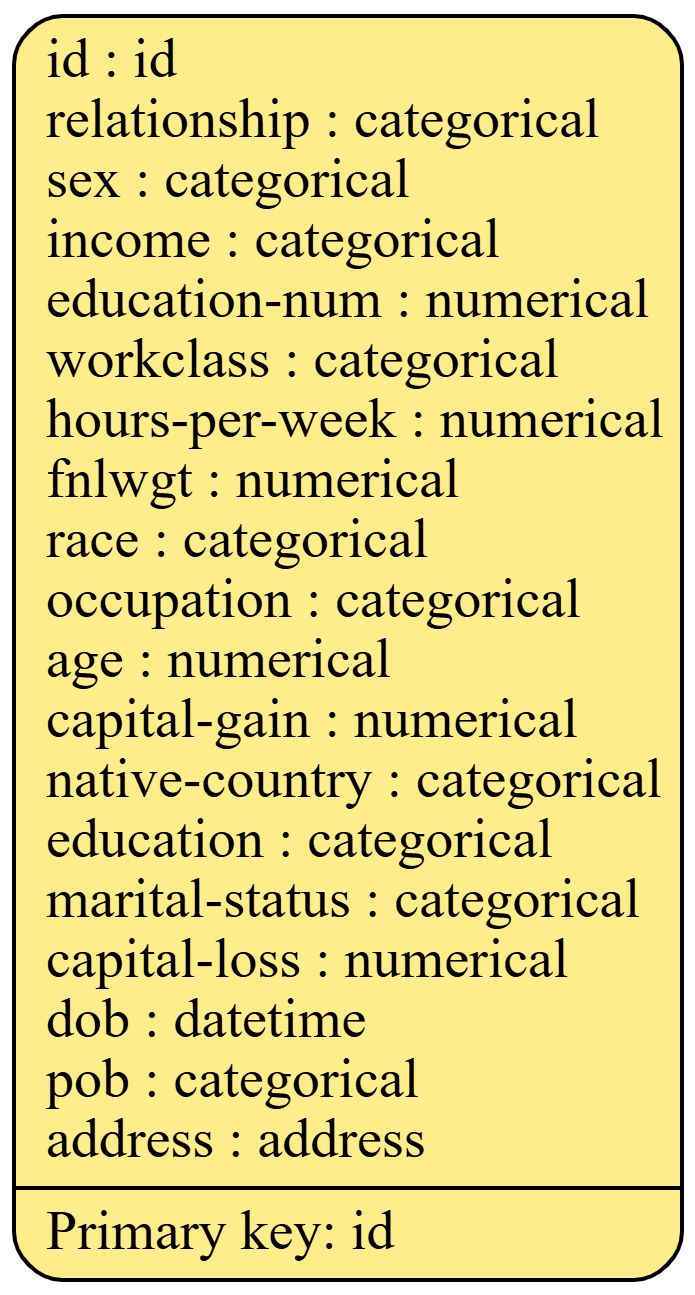 id : id
relationship : categorical
sex : categorical
income : categorical
education-num : numerical
workclass : categorical
hours-per-week : numerical
fnlwgt : numerical
race : categorical
occupation : categorical
age : numerical
capital-gain : numerical
native-country : categorical
education : categorical
marital-status : categorical
capital-loss : numerical
dob : datetime
pob : categorical
address : address
Primary key: id